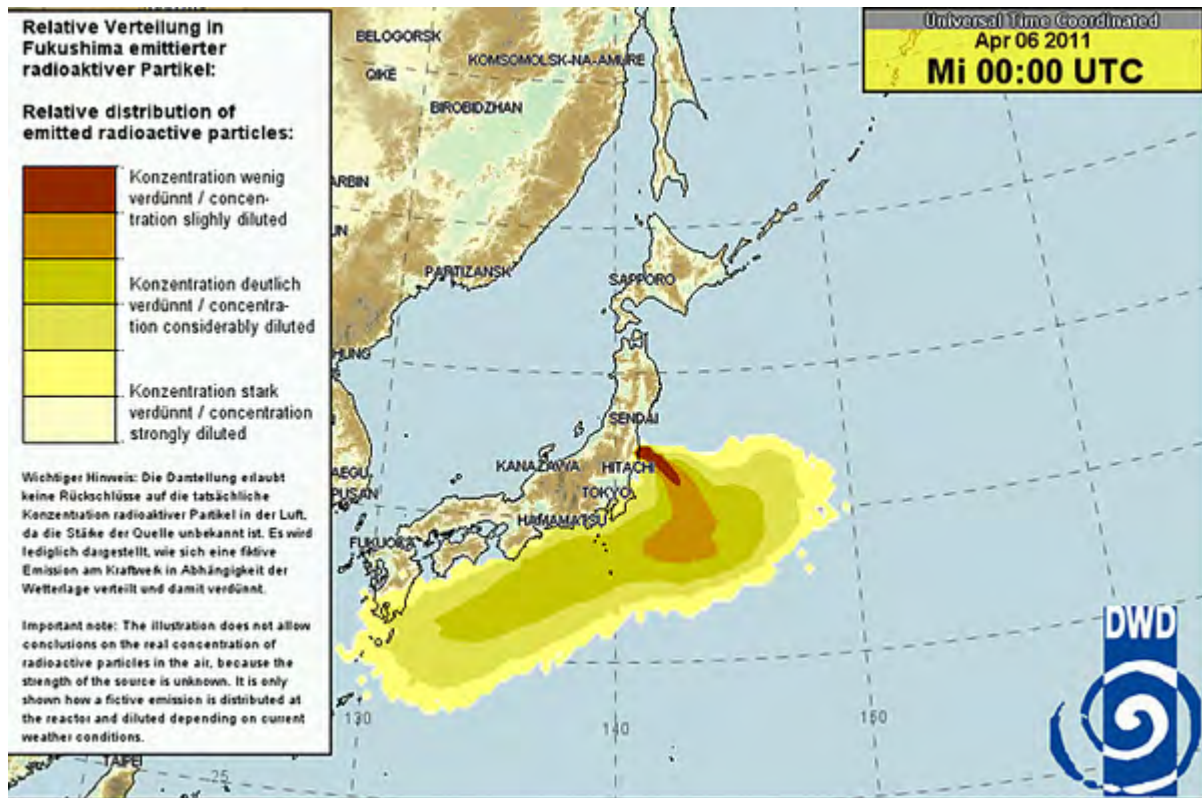 Relative Verteilung in
Fukushima emittierter
radioaktiver Partikel:
Relative distribution of
emitted radioactive particles:
Konzentration wenig
verdünnt / concen-
tration slighly diluted
Konzentration deutlich
verdünnt / concentra-
tion considerably diluted
Konzentration stark
verdünnt / concentration
strongly diluted
Wichtiger Hinweis: Die Darstellung erlaubt
keine Rückschlüsse auf die tatsächliche
Konzentration radioaktiver Partikel in der Luft,
da die Stärke der Quelle unbekannt ist. Es wird
lediglich dargestellt, wie sich eine fiktive
Emission am Kraftwerk in Abhängigkeit der
Wetterlage verteilt und damit verdünnt.
Important note: The illustration does not allow
conclusions on the real concentration of
radioactive particles in the air, because the
strength of the source is unknown. It is only
shown how a fictive emission is distributed at
the reactor and diluted depending on current
weather conditions.
Universal Time Coordinated
Apr 06 2011
Mi 00:00 UTC
BELOGORSK
KOMSOMOLSK-NA-AMURE
QIKE
BIROBIDZHAN
ARBIN
UN
PARTIZANSK
SAPPORO
HUNG
SENDAI
AEGU
KANAZAWA
HITACHI
PUSAN
TOKYO
HAMAMATSU
FUKUOKA
130
140
150
TAIPEI
25
DWD